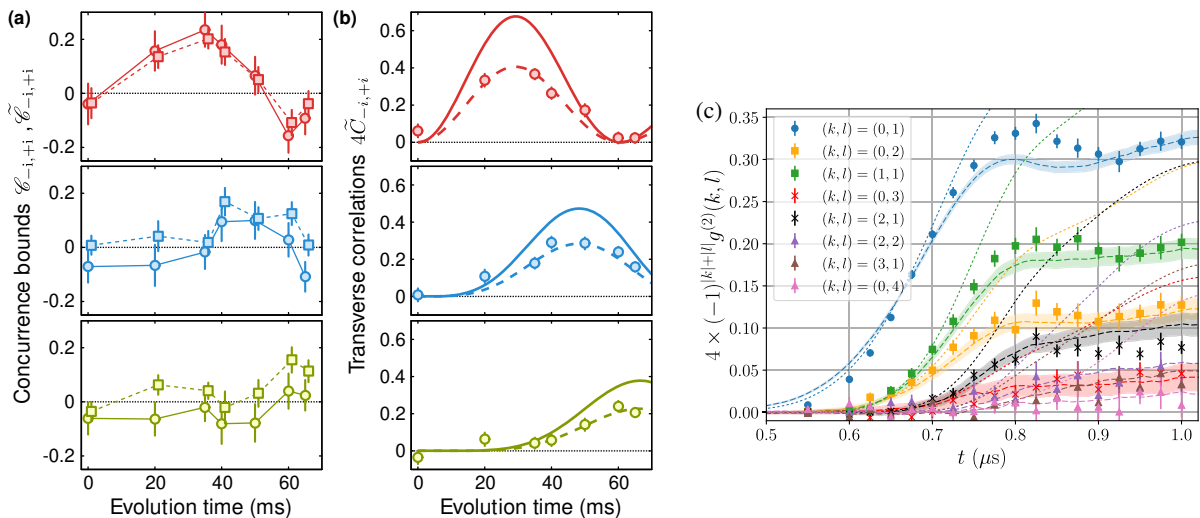 (a)
Concurrence bounds 𝒞₋ᵢ,₊ᵢ , 𝒞̃₋ᵢ,₊ᵢ
0.2
0
-0.2
0.2
0
-0.2
0.2
0
-0.2
0 20 40 60
Evolution time (ms)
(b)
Transverse correlations 4C̃₋ᵢ,₊ᵢ
0.6
0.4
0.2
0
0.6
0.4
0.2
0
0.6
0.4
0.2
0
0 20 40 60
Evolution time (ms)
(c)
4 × (−1)^{|k|+|l|} g^{(2)}(k, l)
0.35
0.30
0.25
0.20
0.15
0.10
0.05
0.00
(k, l) = (0, 1)
(k, l) = (0, 2)
(k, l) = (1, 1)
(k, l) = (0, 3)
(k, l) = (2, 1)
(k, l) = (2, 2)
(k, l) = (3, 1)
(k, l) = (0, 4)
0.5 0.6 0.7 0.8 0.9 1.0
t (μs)